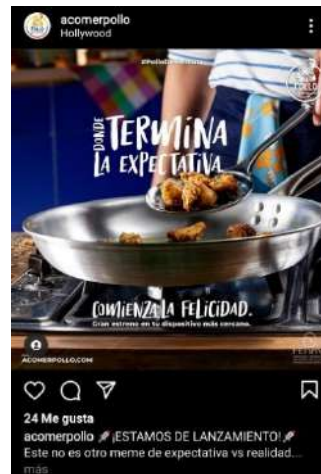 acomerpollo
Hollywood
DONDE
TERMINA
LA EXPECTATIVA
COMIENZA LA FELICIDAD.
Gran estreno en tu dispositivo más cercano.
ACOMERPOLLO.COM
24 Me gusta
acomerpollo 🚀¡ESTAMOS DE LANZAMIENTO!🚀
Este no es otro meme de expectativa vs realidad....
más